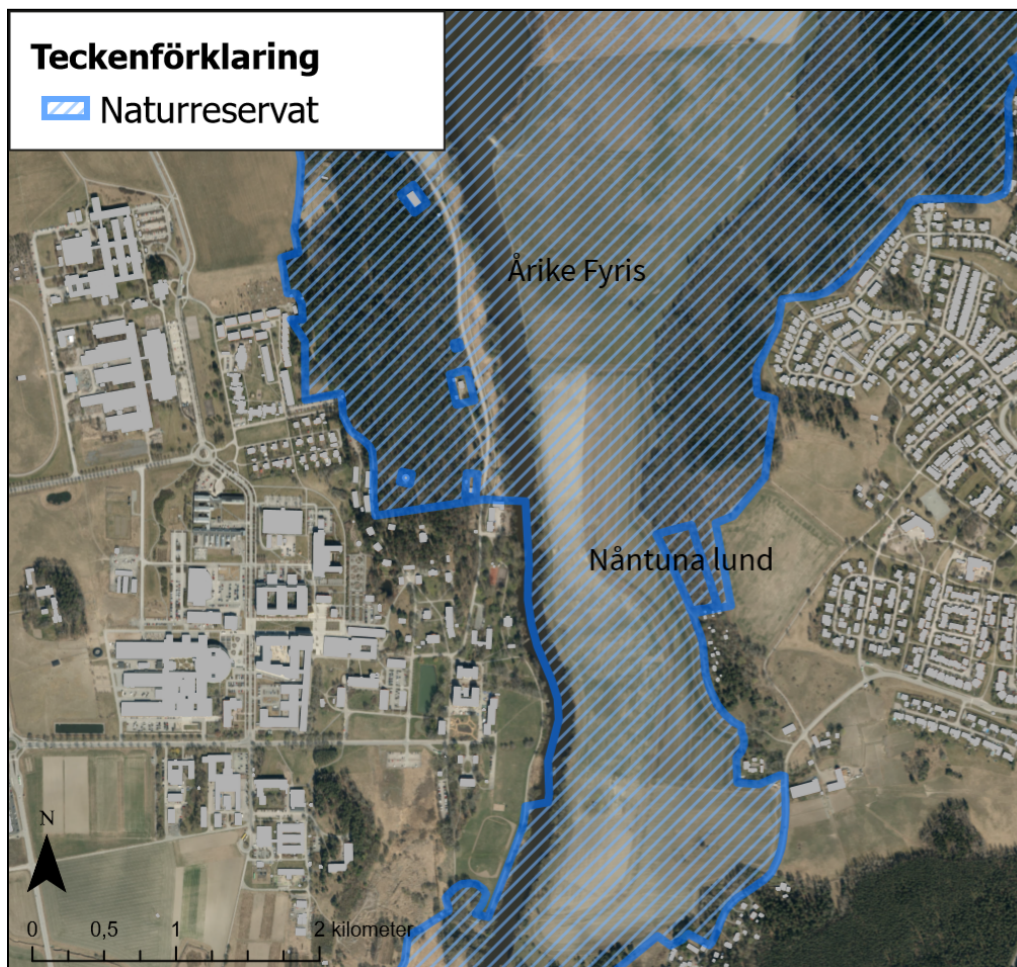 Teckenförklaring
Naturreservat
Årike Fyris
Nåntuna lund
N
0 0,5 1 2 kilometer